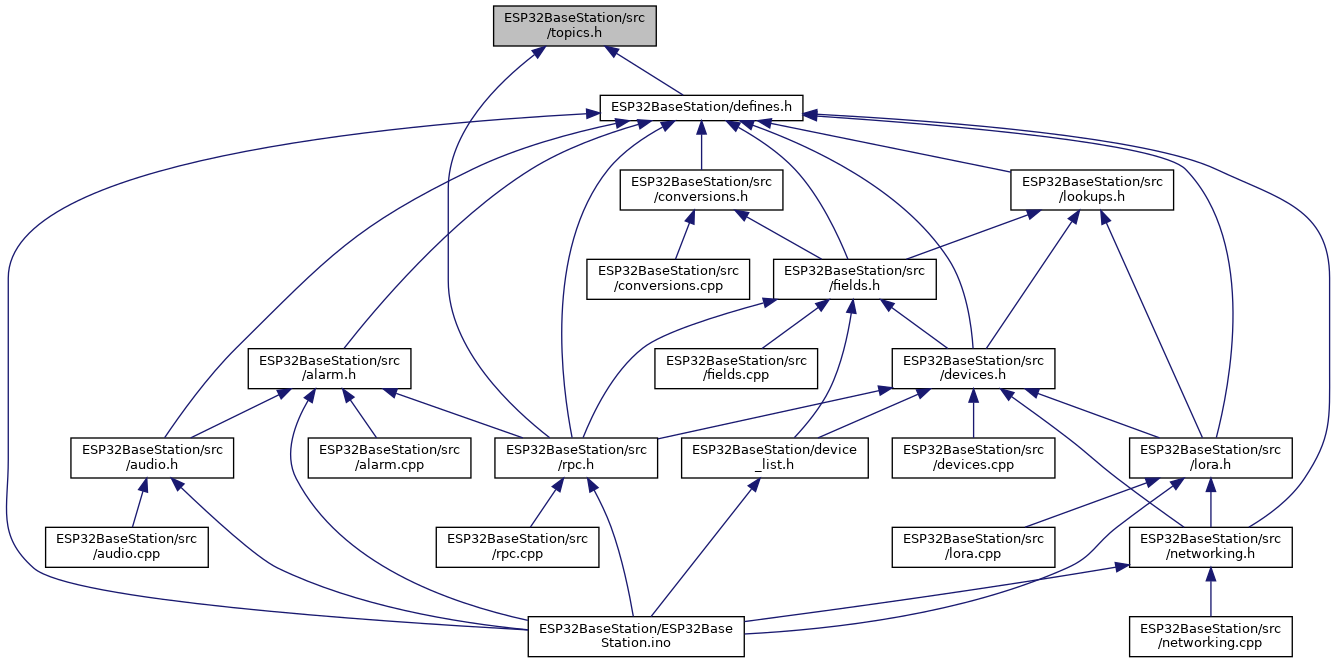 ESP32BaseStation/src
/topics.h
ESP32BaseStation/defines.h
ESP32BaseStation/src
/conversions.h
ESP32BaseStation/src
/lookups.h
ESP32BaseStation/src
/conversions.cpp
ESP32BaseStation/src
/fields.h
ESP32BaseStation/src
/alarm.h
ESP32BaseStation/src
/fields.cpp
ESP32BaseStation/src
/devices.h
ESP32BaseStation/src
/audio.h
ESP32BaseStation/src
/alarm.cpp
ESP32BaseStation/src
/rpc.h
ESP32BaseStation/device
_list.h
ESP32BaseStation/src
/devices.cpp
ESP32BaseStation/src
/lora.h
ESP32BaseStation/src
/audio.cpp
ESP32BaseStation/src
/rpc.cpp
ESP32BaseStation/src
/lora.cpp
ESP32BaseStation/src
/networking.h
ESP32BaseStation/ESP32Base
Station.ino
ESP32BaseStation/src
/networking.cpp